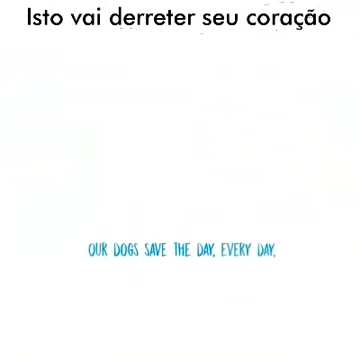 Isto vai derreter seu coração
OUR DOGS SAVE THE DAY, EVERY DAY.